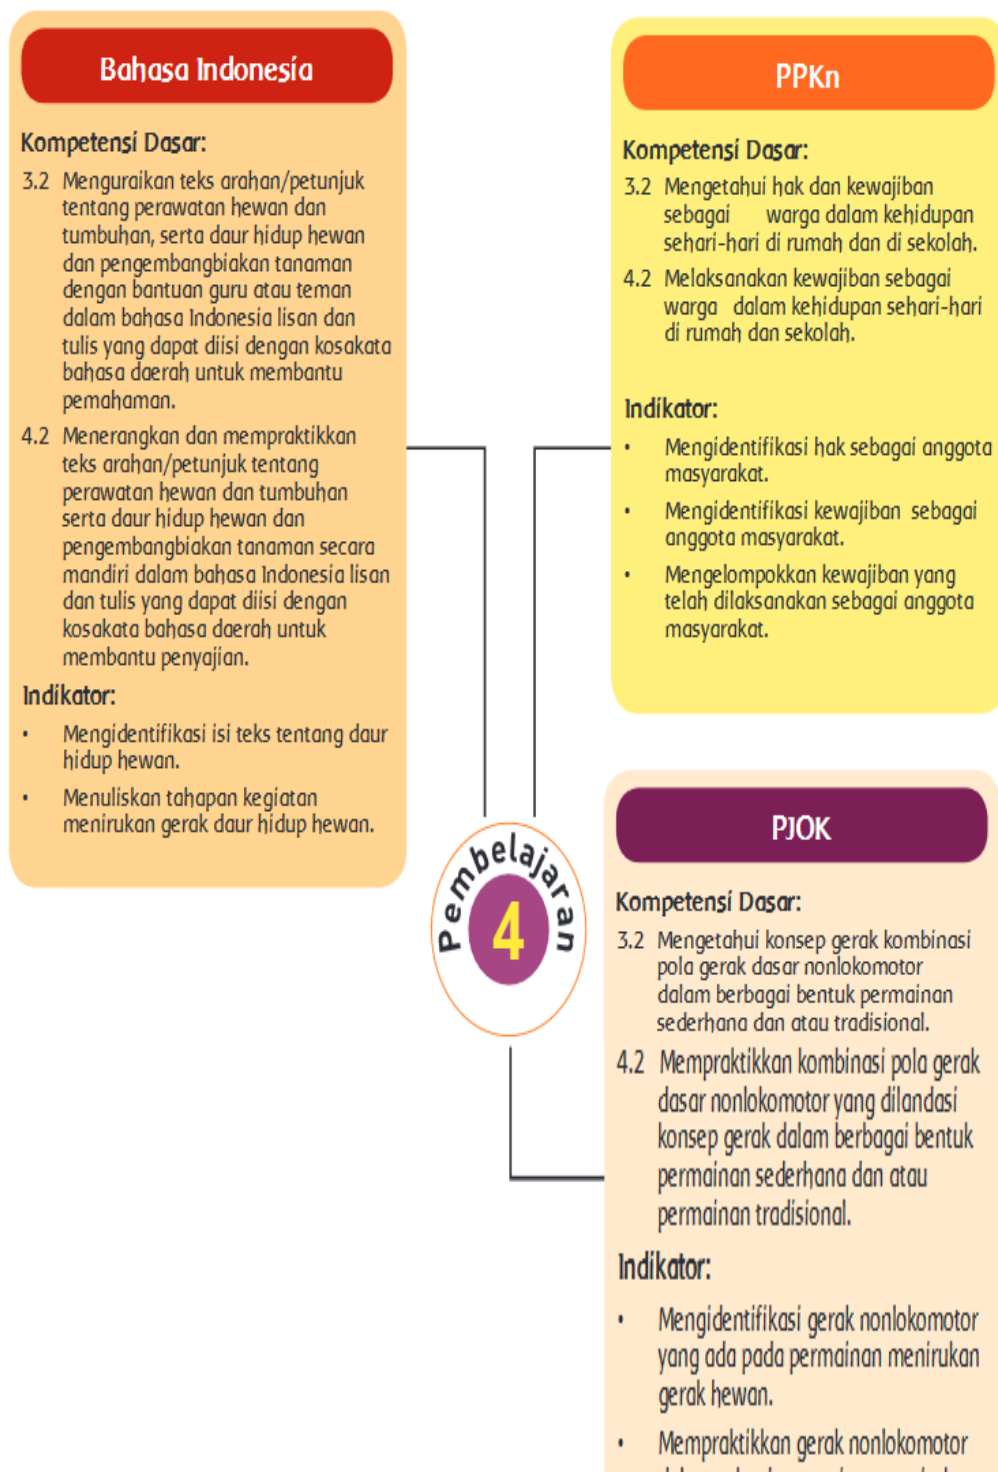 Bahasa Indonesia
Kompetensi Dasar:
3.2 Menguraikan teks arahan/petunjuk
tentang perawatan hewan dan
tumbuhan, serta daur hidup hewan
dan pengembangbiakan tanaman
dengan bantuan guru atau teman
dalam bahasa Indonesia lisan dan
tulis yang dapat diisi dengan kosakata
bahasa daerah untuk membantu
pemahaman.
4.2 Menerangkan dan mempraktikkan
teks arahan/petunjuk tentang
perawatan hewan dan tumbuhan
serta daur hidup hewan dan
pengembangbiakan tanaman secara
mandiri dalam bahasa Indonesia lisan
dan tulis yang dapat diisi dengan
kosakata bahasa daerah untuk
membantu penyajian.
Indikator:
• Mengidentifikasi isi teks tentang daur
hidup hewan.
• Menuliskan tahapan kegiatan
menirukan gerak daur hidup hewan.
PPKn
Kompetensi Dasar:
3.2 Mengetahui hak dan kewajiban
sebagai warga dalam kehidupan
sehari-hari di rumah dan di sekolah.
4.2 Melaksanakan kewajiban sebagai
warga dalam kehidupan sehari-hari
di rumah dan sekolah.
Indikator:
• Mengidentifikasi hak sebagai anggota
masyarakat.
• Mengidentifikasi kewajiban sebagai
anggota masyarakat.
• Mengelompokkan kewajiban yang
telah dilaksanakan sebagai anggota
masyarakat.
Pembelajaran
4
PJOK
Kompetensi Dasar:
3.2 Mengetahui konsep gerak kombinasi
pola gerak dasar nonlokomotor
dalam berbagai bentuk permainan
sederhana dan atau tradisional.
4.2 Mempraktikkan kombinasi pola gerak
dasar nonlokomotor yang dilandasi
konsep gerak dalam berbagai bentuk
permainan sederhana dan atau
permainan tradisional.
Indikator:
• Mengidentifikasi gerak nonlokomotor
yang ada pada permainan menirukan
gerak hewan.
• Mempraktikkan gerak nonlokomotor